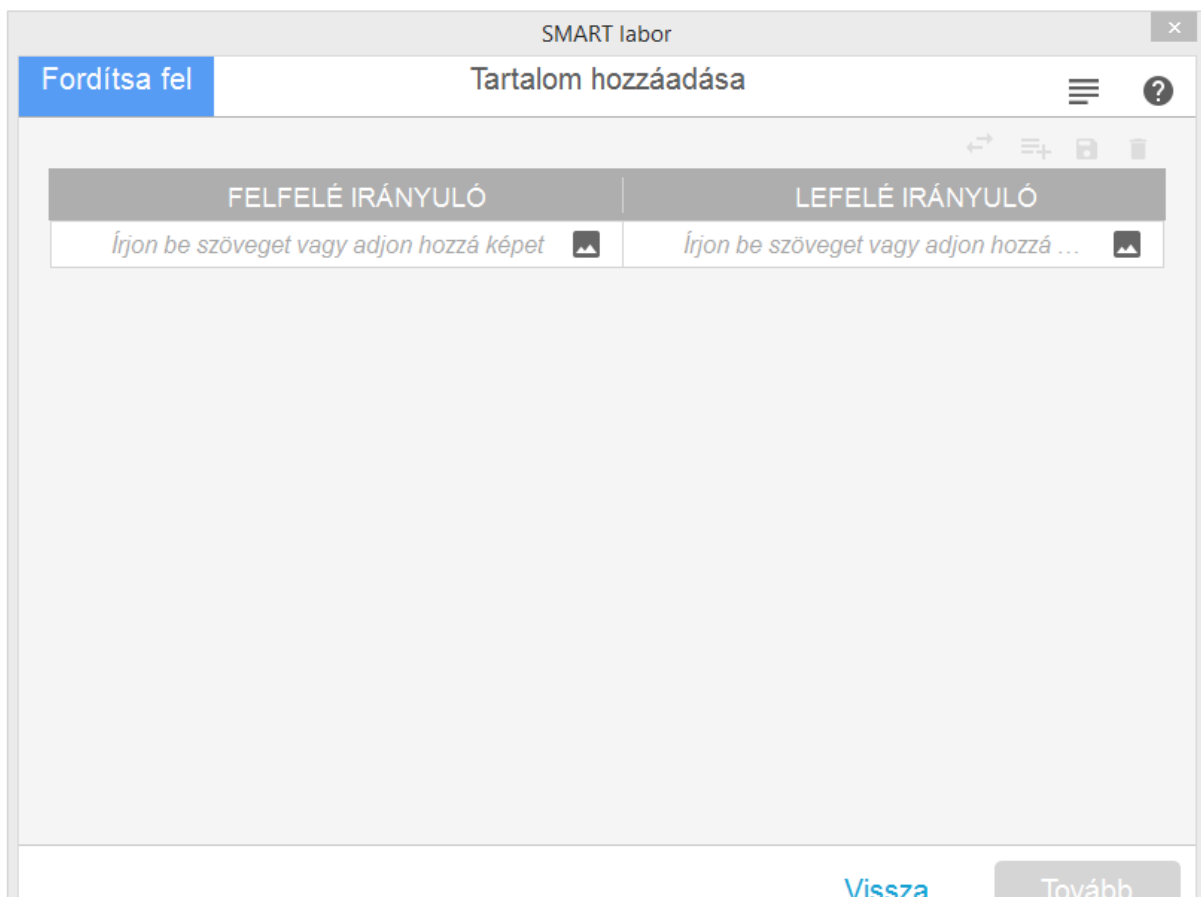 SMART labor
Fordítsa fel
Tartalom hozzáadása
FELFELÉ IRÁNYULÓ
LEFELÉ IRÁNYULÓ
Írjon be szöveget vagy adjon hozzá képet
Írjon be szöveget vagy adjon hozzá …
Vissza
Tovább